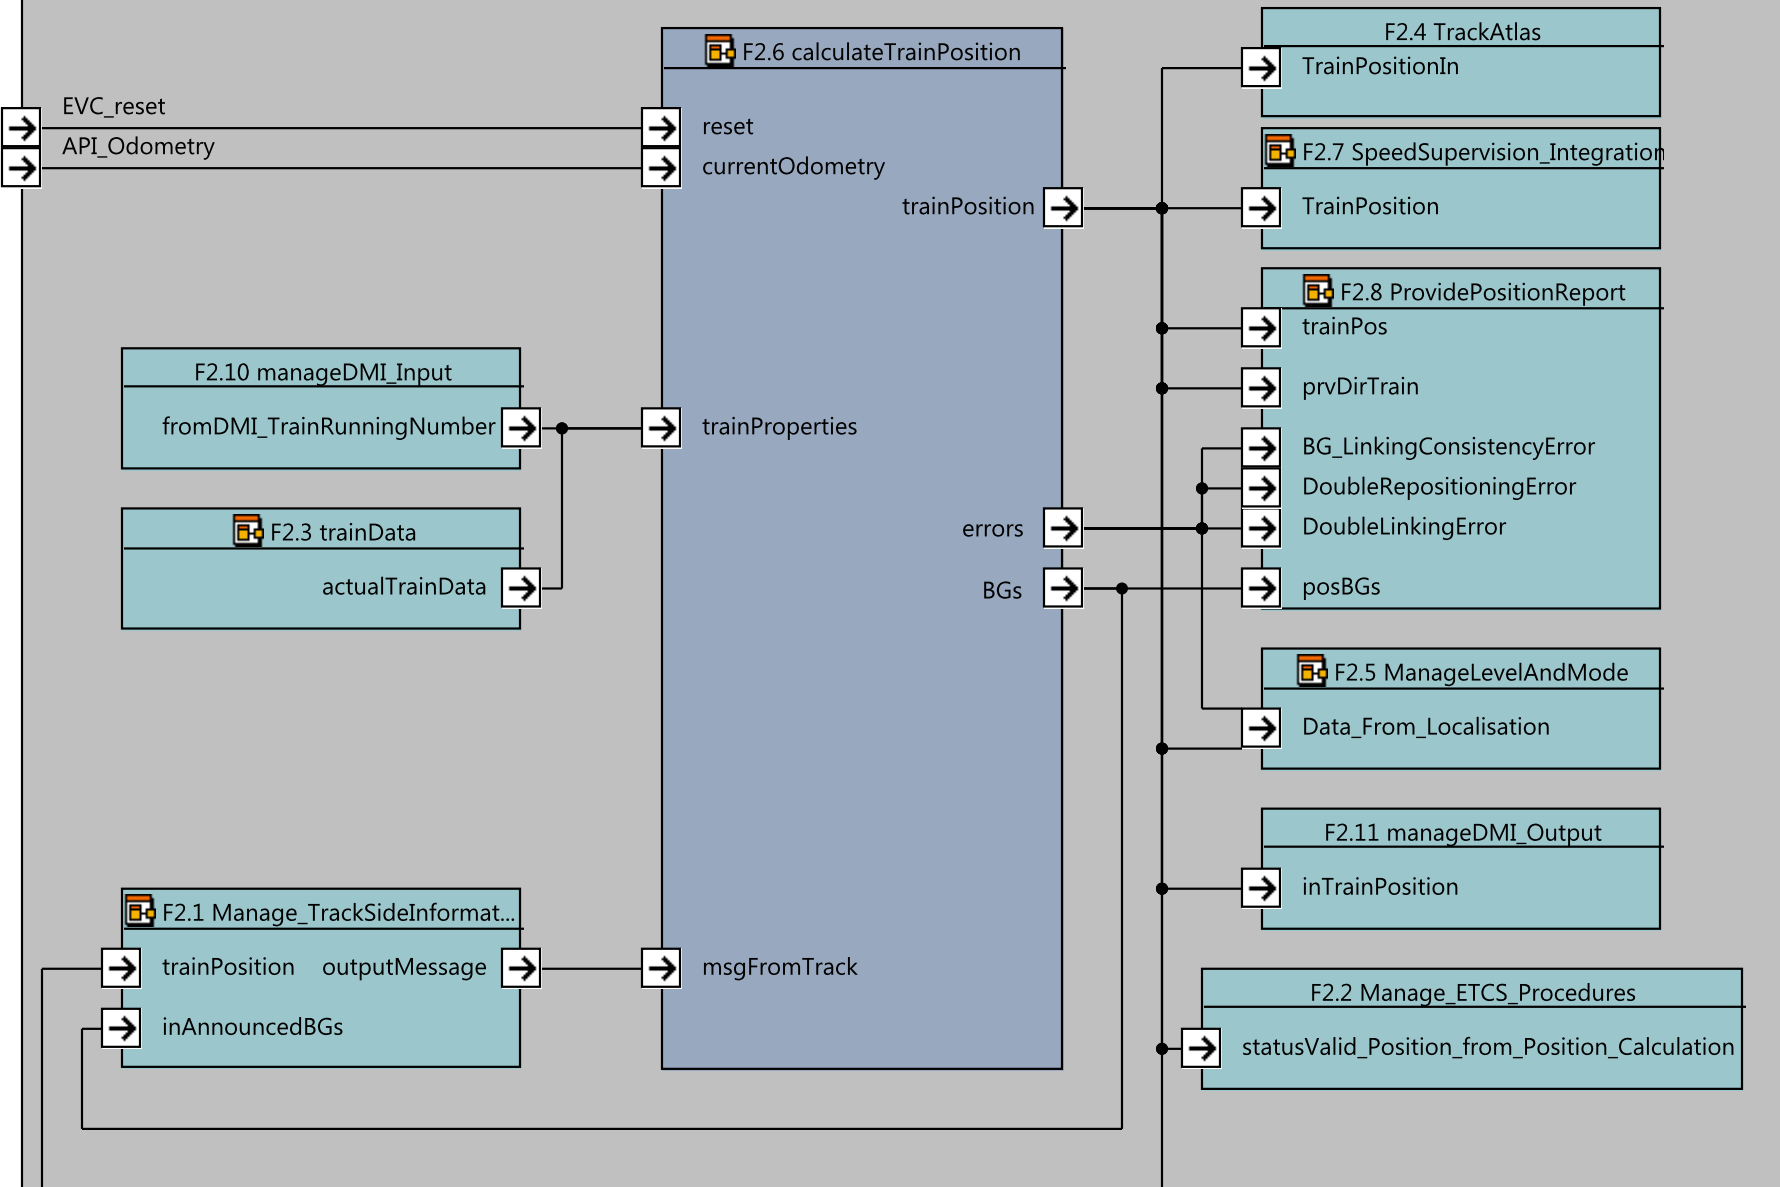 EVC_reset
API_Odometry
F2.6 calculateTrainPosition
reset
currentOdometry
trainPosition
trainProperties
errors
BGs
msgFromTrack
F2.10 manageDMI_Input
fromDMI_TrainRunningNumber
F2.3 trainData
actualTrainData
F2.1 Manage_TrackSideInformat...
trainPosition outputMessage
inAnnouncedBGs
F2.4 TrackAtlas
TrainPositionIn
F2.7 SpeedSupervision_Integration
TrainPosition
F2.8 ProvidePositionReport
trainPos
prvDirTrain
BG_LinkingConsistencyError
DoubleRepositioningError
DoubleLinkingError
posBGs
F2.5 ManageLevelAndMode
Data_From_Localisation
F2.11 manageDMI_Output
inTrainPosition
F2.2 Manage_ETCS_Procedures
statusValid_Position_from_Position_Calculation